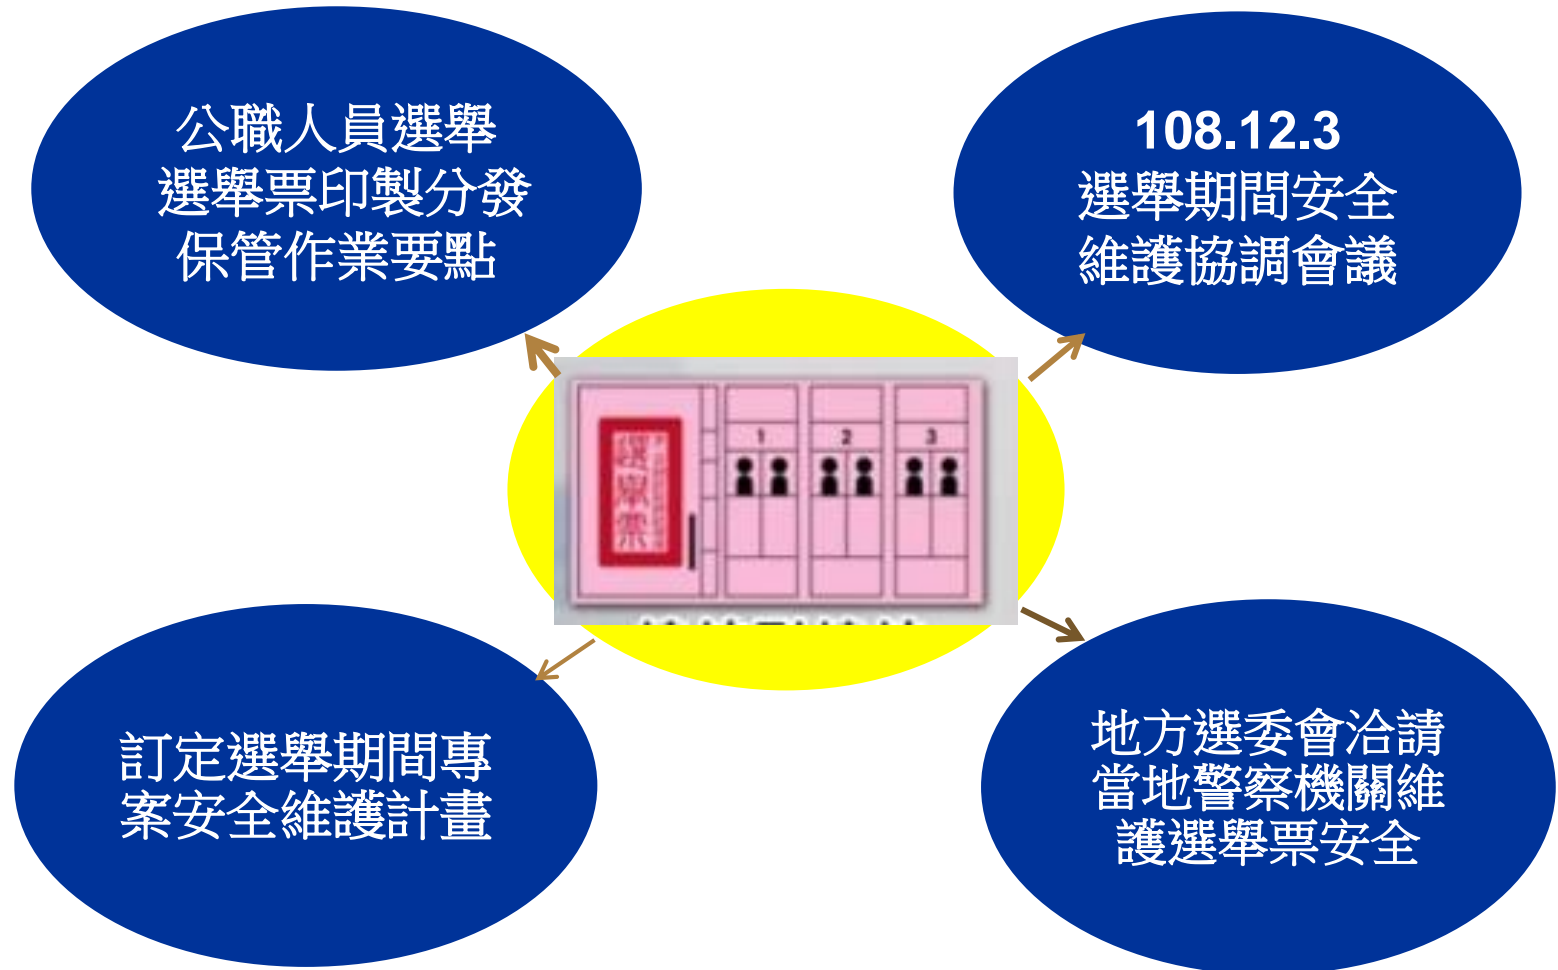 公職人員選舉
選舉票印製分發
保管作業要點
108.12.3
選舉期間安全
維護協調會議
選舉票
1
2
3
訂定選舉期間專
案安全維護計畫
地方選委會洽請
當地警察機關維
護選舉票安全